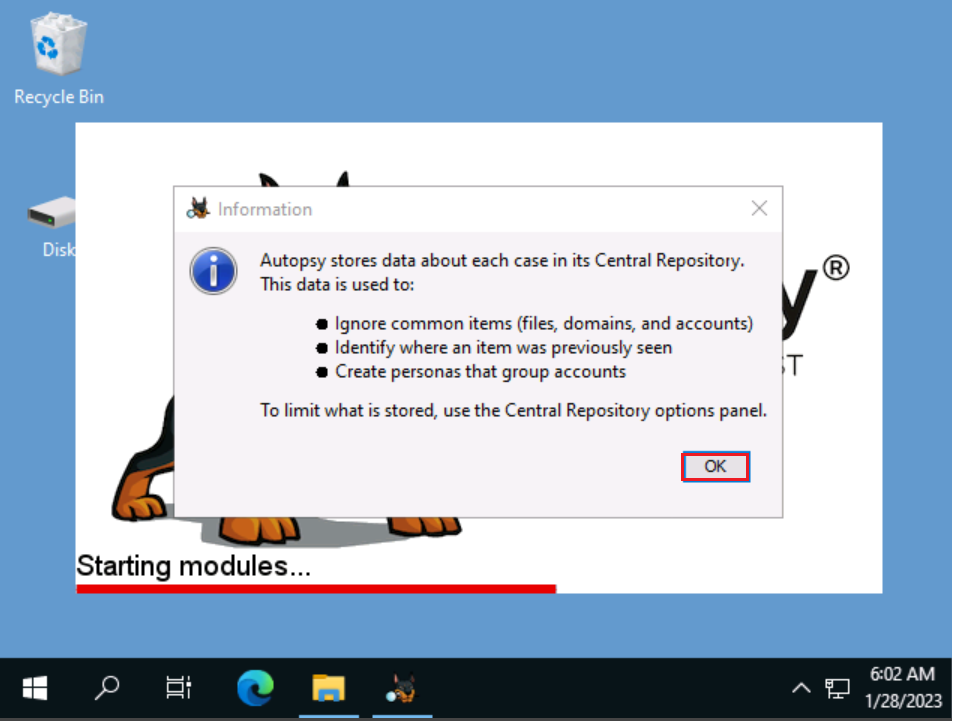 Recycle Bin
Disk
Information
Autopsy stores data about each case in its Central Repository.
This data is used to:
Ignore common items (files, domains, and accounts)
Identify where an item was previously seen
Create personas that group accounts
To limit what is stored, use the Central Repository options panel.
OK
y®
ST
Starting modules...
6:02 AM
1/28/2023